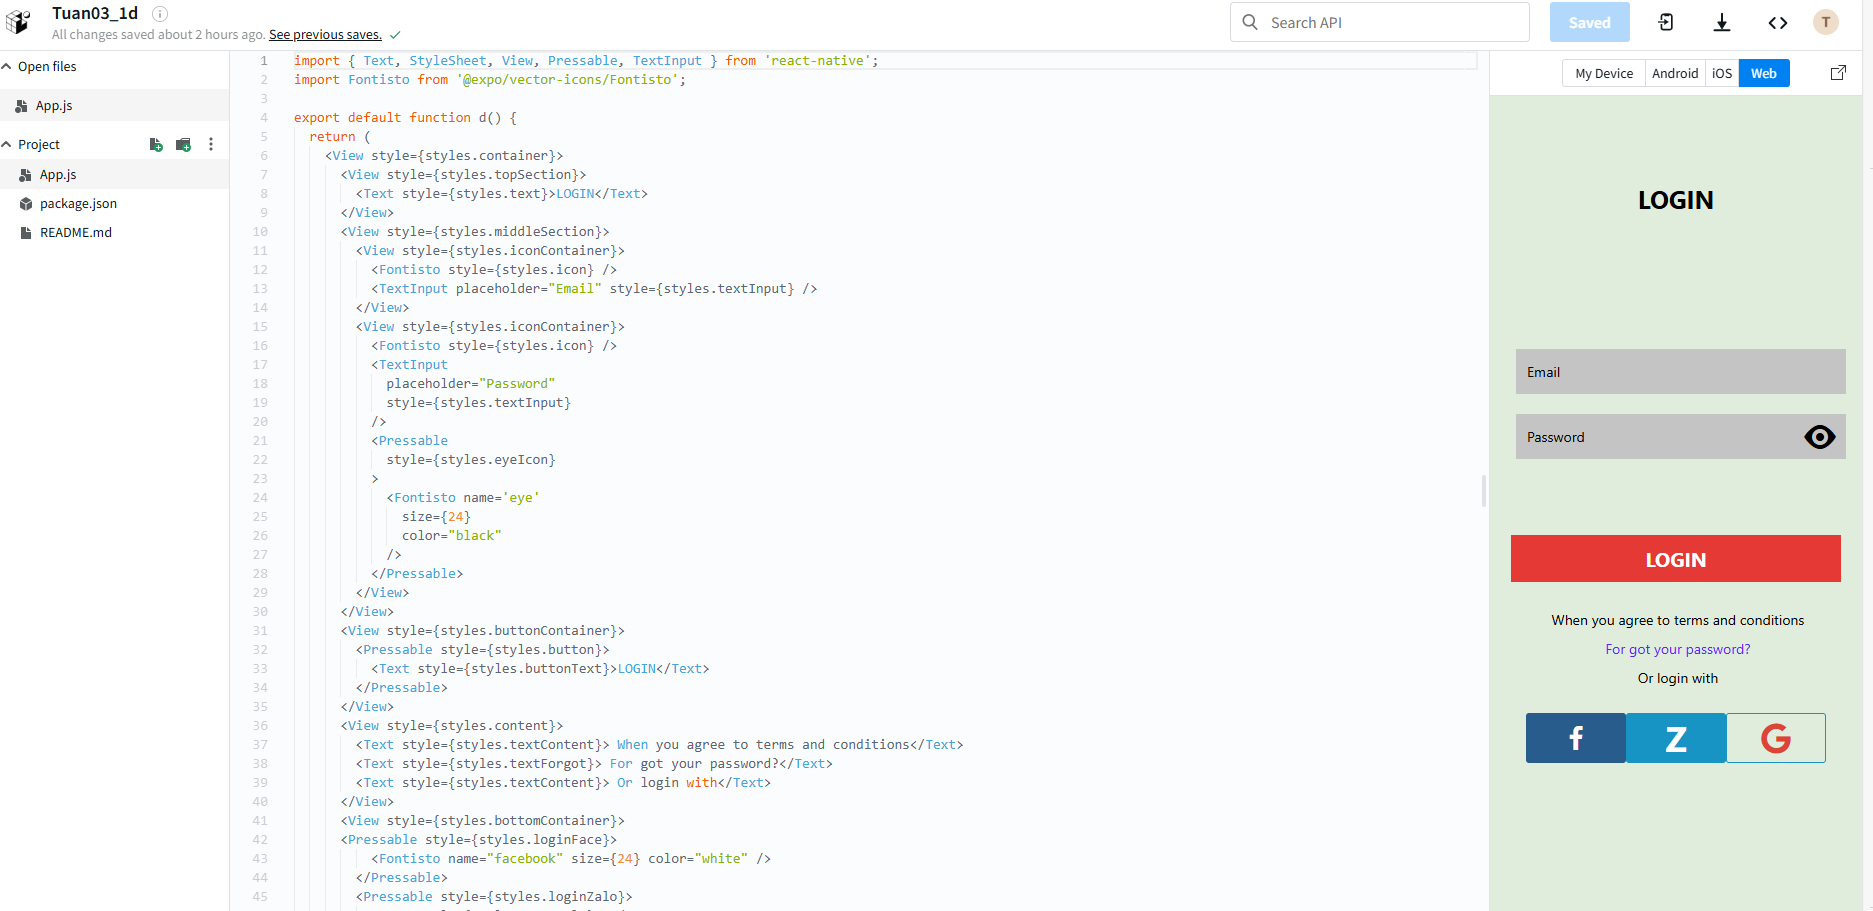 Tuan03_1d
All changes saved about 2 hours ago. See previous saves.
Search API
Saved
T
Open files
App.js
Project
App.js
package.json
README.md
1 import { Text, StyleSheet, View, Pressable, TextInput } from 'react-native';
2 import Fontisto from '@expo/vector-icons/Fontisto';
3
4 export default function d() {
5 return (
6 <View style={styles.container}>
7 <View style={styles.topSection}>
8 <Text style={styles.text}>LOGIN</Text>
9 </View>
10 <View style={styles.middleSection}>
11 <View style={styles.iconContainer}>
12 <Fontisto style={styles.icon} />
13 <TextInput placeholder="Email" style={styles.textInput} />
14 </View>
15 <View style={styles.iconContainer}>
16 <Fontisto style={styles.icon} />
17 <TextInput
18 placeholder="Password"
19 style={styles.textInput}
20 />
21 <Pressable
22 style={styles.eyeIcon}
23 >
24 <Fontisto name='eye'
25 size={24}
26 color="black"
27 />
28 </Pressable>
29 </View>
30 </View>
31 <View style={styles.buttonContainer}>
32 <Pressable style={styles.button}>
33 <Text style={styles.buttonText}>LOGIN</Text>
34 </Pressable>
35 </View>
36 <View style={styles.content}>
37 <Text style={styles.textContent}> When you agree to terms and conditions</Text>
38 <Text style={styles.textForgot}> For got your password?</Text>
39 <Text style={styles.textContent}> Or login with</Text>
40 </View>
41 <View style={styles.bottomContainer}>
42 <Pressable style={styles.loginFace}>
43 <Fontisto name="facebook" size={24} color="white" />
44 </Pressable>
45 <Pressable style={styles.loginZalo}>
My Device Android iOS Web
LOGIN
Email
Password
LOGIN
When you agree to terms and conditions
For got your password?
Or login with
f Z G